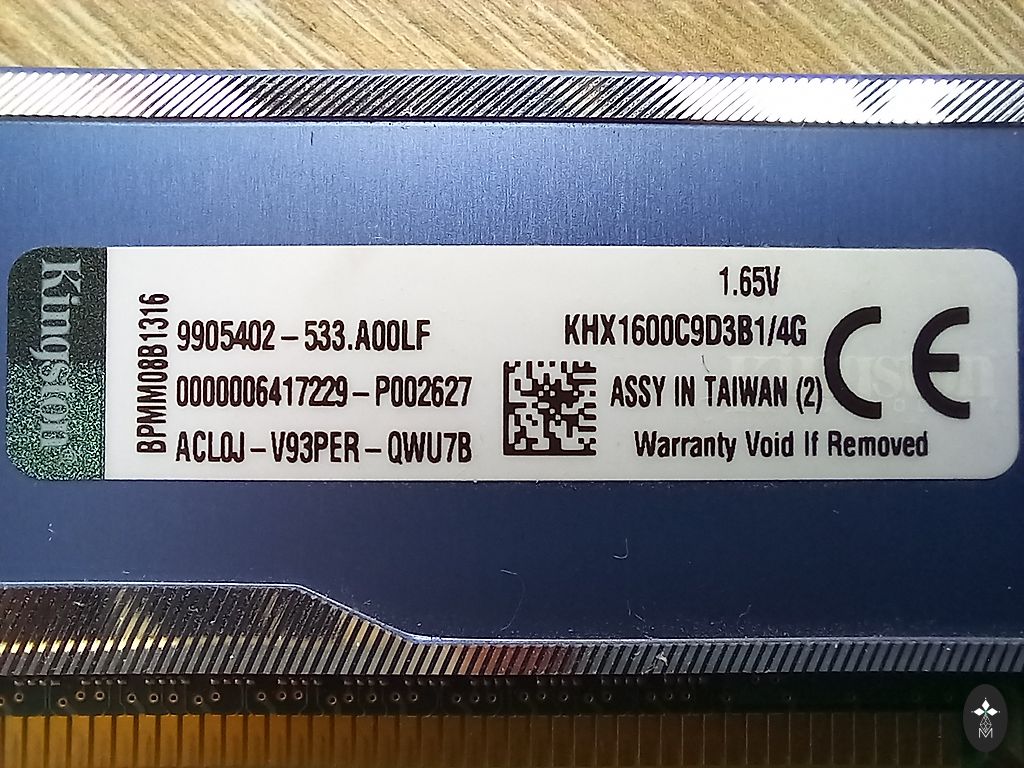 Kingston
BPMM08B1316
9905402-533.A00LF
0000006417229-P002627
ACL0J-V93PER-QWU7B
1.65V
KHX1600C9D3B1/4G
ASSY IN TAIWAN (2)
Warranty Void If Removed
CE
M